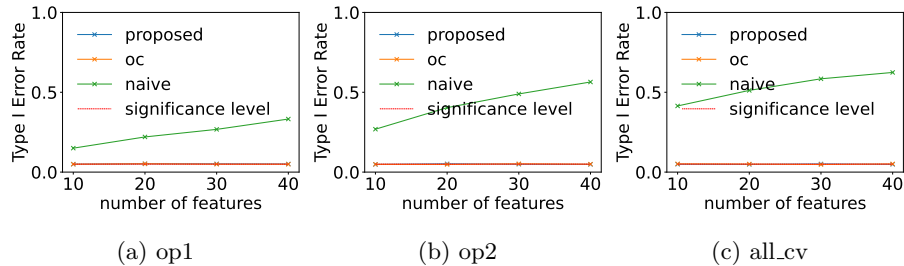 1.0
0.5
0.0
Type I Error Rate
proposed
oc
naive
significance level
10 20 30 40
number of features
(a) op1
1.0
0.5
0.0
Type I Error Rate
proposed
oc
naive
significance level
10 20 30 40
number of features
(b) op2
1.0
0.5
0.0
Type I Error Rate
proposed
oc
naive
significance level
10 20 30 40
number of features
(c) all_cv